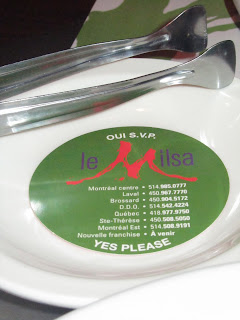 OUI S.V.P.
le Milsa
Montréal centre • 514.985.0777
Laval • 450.967.7770
Brossard • 450.904.5172
D.D.O. • 514.542.4224
Québec • 418.977.9750
Ste-Thérèse • 450.508.5050
Montréal Est • 514.508.9191
Nouvelle franchise • À venir
YES PLEASE